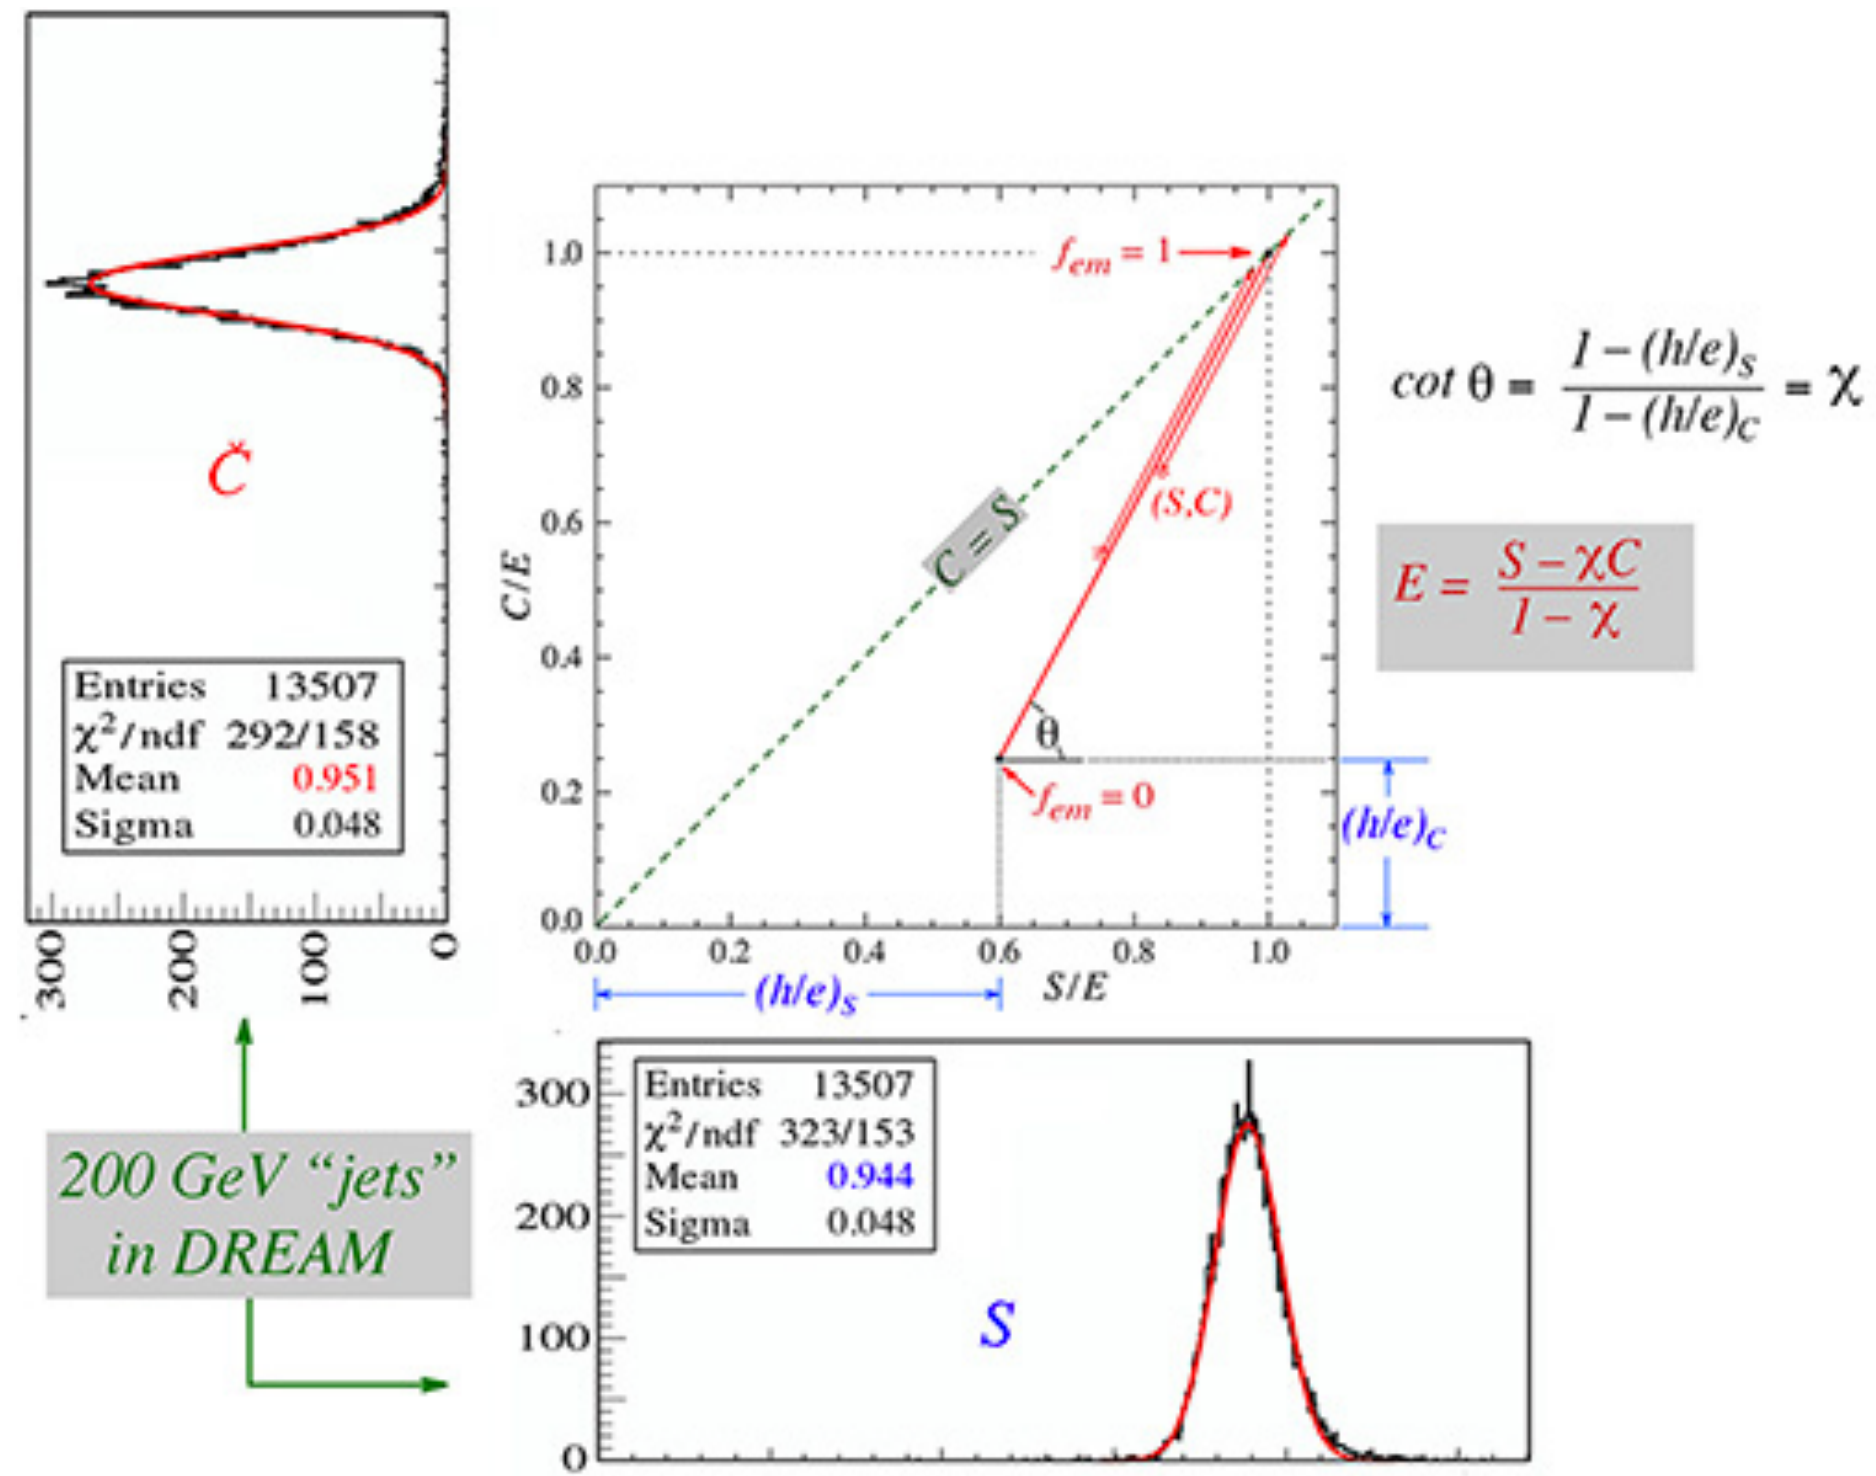 Č
Entries 13507
χ²/ndf 292/158
Mean 0.951
Sigma 0.048
300 200 100 0
200 GeV “jets”
in DREAM
C/E
1.0
0.8
0.6
0.4
0.2
0.0
f_em = 1
(S,C)
C = S
θ
f_em = 0
0.0 0.2 0.4 0.6 0.8 1.0
(h/e)_S
S/E
(h/e)_C
cot θ = 1 – (h/e)_S / 1 – (h/e)_C = χ
E = S – χC / 1 – χ
Entries 13507
χ²/ndf 323/153
Mean 0.944
Sigma 0.048
300
200
100
0
S